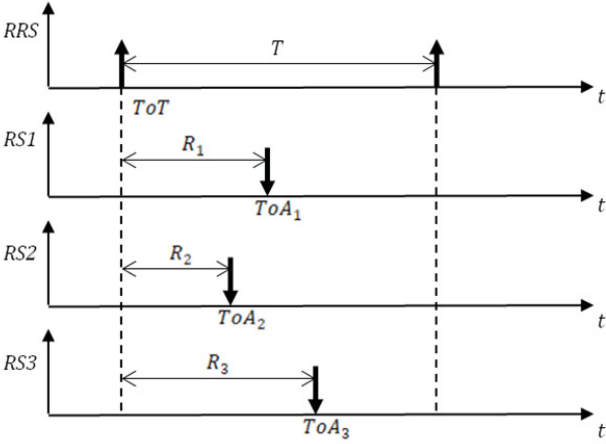 RRS
T
ToT
t
RS1
R₁
ToA₁
t
RS2
R₂
ToA₂
t
RS3
R₃
ToA₃
t